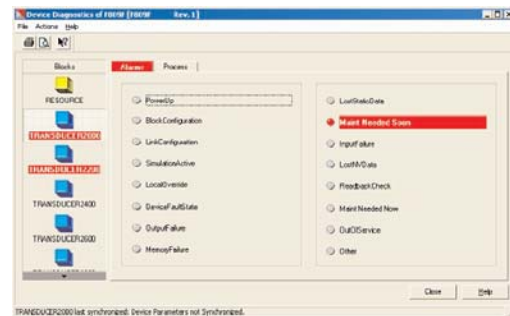 Device Diagnostics of F809F [F809F Rev. 1]
File Actions Help
Blocks
Alarms Process
RESOURCE
TRANSDUCER2000
TRANSDUCER2200
TRANSDUCER2400
TRANSDUCER2600
PowerUp
BlockConfiguration
LinkConfiguration
SimulationActive
LocalOverride
DeviceFaultState
OutputFailure
MemoryFailure
LostStaticData
Maint Needed Soon
InputFailure
LostNVData
ReadbackCheck
Maint Needed Now
OutOfService
Other
Close Help
TRANSDUCER2000 last synchronized: Device Parameters not Synchronized.